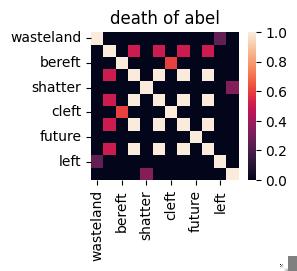 death of abel
wasteland
bereft
shatter
cleft
future
left
1.0
0.8
0.6
0.4
0.2
0.0
wasteland
bereft
shatter
cleft
future
left